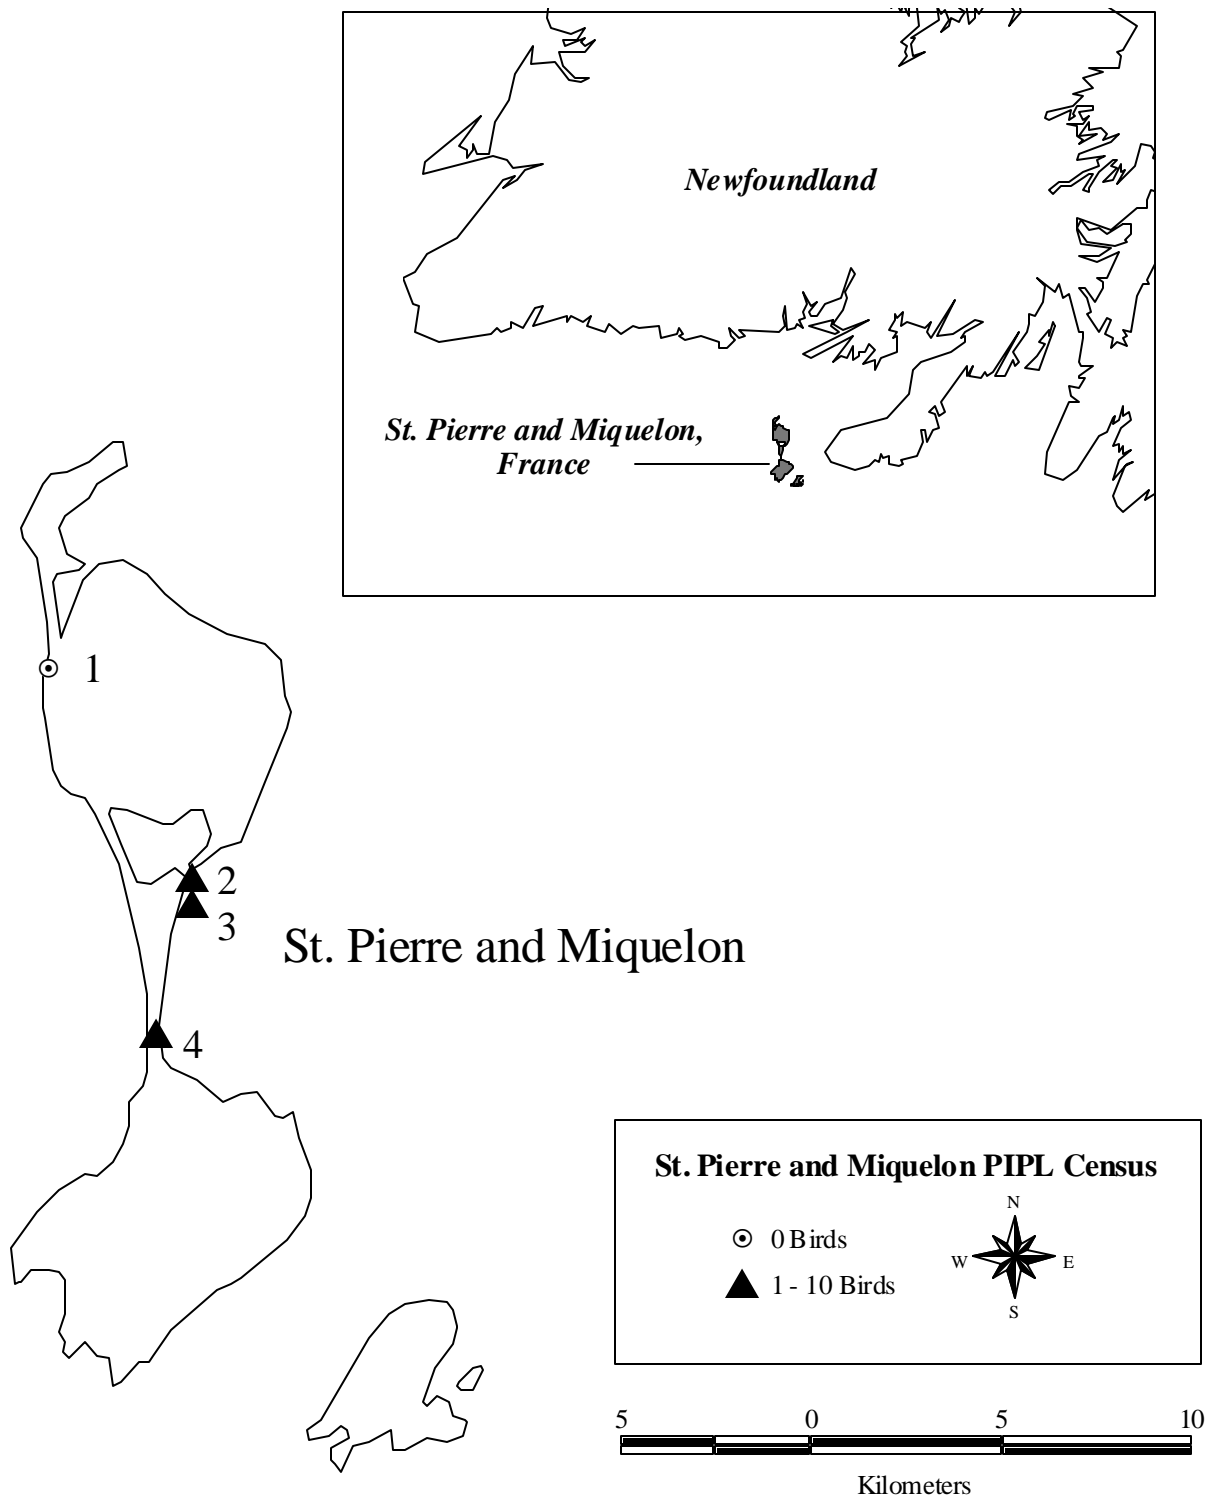 Newfoundland
St. Pierre and Miquelon,
France
1
2
3
St. Pierre and Miquelon
4
St. Pierre and Miquelon PIPL Census
N
0 Birds
W
E
1 - 10 Birds
S
5 0 5 10
Kilometers